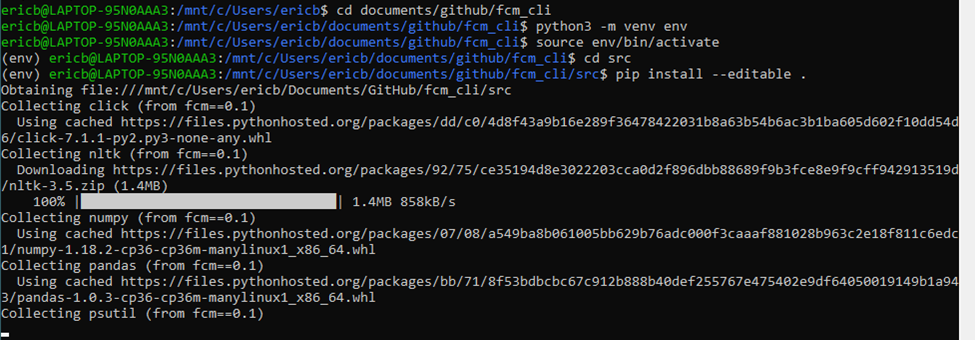 ericb@LAPTOP-95N0AAA3:/mnt/c/Users/ericb$ cd documents/github/fcm_cli
ericb@LAPTOP-95N0AAA3:/mnt/c/Users/ericb/documents/github/fcm_cli$ python3 -m venv env
ericb@LAPTOP-95N0AAA3:/mnt/c/Users/ericb/documents/github/fcm_cli$ source env/bin/activate
(env) ericb@LAPTOP-95N0AAA3:/mnt/c/Users/ericb/documents/github/fcm_cli$ cd src
(env) ericb@LAPTOP-95N0AAA3:/mnt/c/Users/ericb/documents/github/fcm_cli/src$ pip install --editable .
Obtaining file:///mnt/c/Users/ericb/Documents/GitHub/fcm_cli/src
Collecting click (from fcm==0.1)
  Using cached https://files.pythonhosted.org/packages/dd/c0/4d8f43a9b16e289f36478422031b8a63b54b6ac3b1ba605d602f10dd54d
6/click-7.1.1-py2.py3-none-any.whl
Collecting nltk (from fcm==0.1)
  Downloading https://files.pythonhosted.org/packages/92/75/ce35194d8e3022203cca0d2f896dbb88689f9b3fce8e9f9cff942913519d
/nltk-3.5.zip (1.4MB)
    100% |████████████████████████████████| 1.4MB 858kB/s
Collecting numpy (from fcm==0.1)
  Using cached https://files.pythonhosted.org/packages/07/08/a549ba8b061005bb629b76adc000f3caaaf881028b963c2e18f811c6edc
1/numpy-1.18.2-cp36-cp36m-manylinux1_x86_64.whl
Collecting pandas (from fcm==0.1)
  Using cached https://files.pythonhosted.org/packages/bb/71/8f53bdbcbc67c912b888b40def255767e475402e9df64050019149b1a94
3/pandas-1.0.3-cp36-cp36m-manylinux1_x86_64.whl
Collecting psutil (from fcm==0.1)